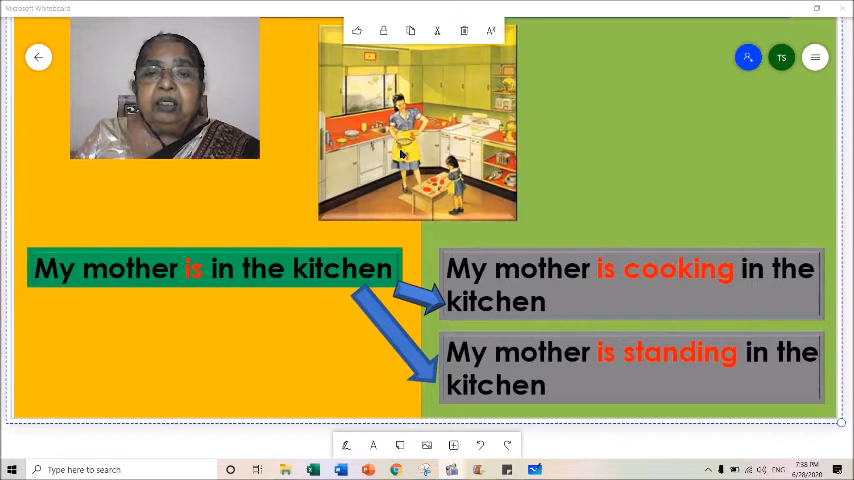 Microsoft Whiteboard
TS
My mother is in the kitchen
My mother is cooking in the
kitchen
My mother is standing in the
kitchen
Type here to search
ENG
7:38 PM
6/28/2020